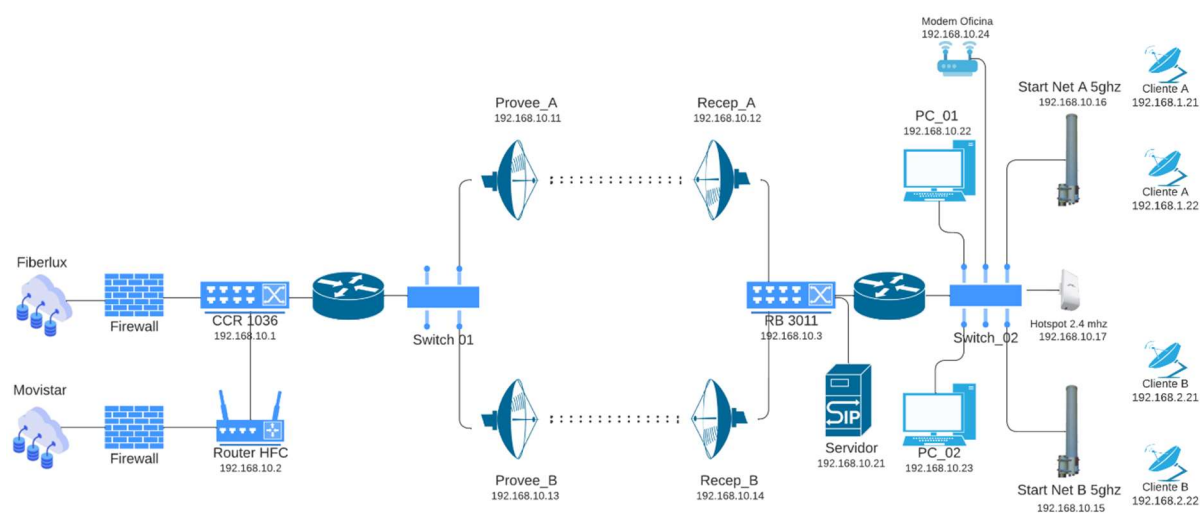 Modem Oficina
192.168.10.24
Provee_A
192.168.10.11
Recep_A
192.168.10.12
PC_01
192.168.10.22
Start Net A 5ghz
192.168.10.16
Cliente A
192.168.1.21
Cliente A
192.168.1.22
Fiberlux
Firewall
CCR 1036
192.168.10.1
Switch 01
RB 3011
192.168.10.3
Switch_02
Hotspot 2.4 mhz
192.168.10.17
Movistar
Firewall
Router HFC
192.168.10.2
Provee_B
192.168.10.13
Recep_B
192.168.10.14
SIP
Servidor
192.168.10.21
PC_02
192.168.10.23
Start Net B 5ghz
192.168.10.15
Cliente B
192.168.2.21
Cliente B
192.168.2.22